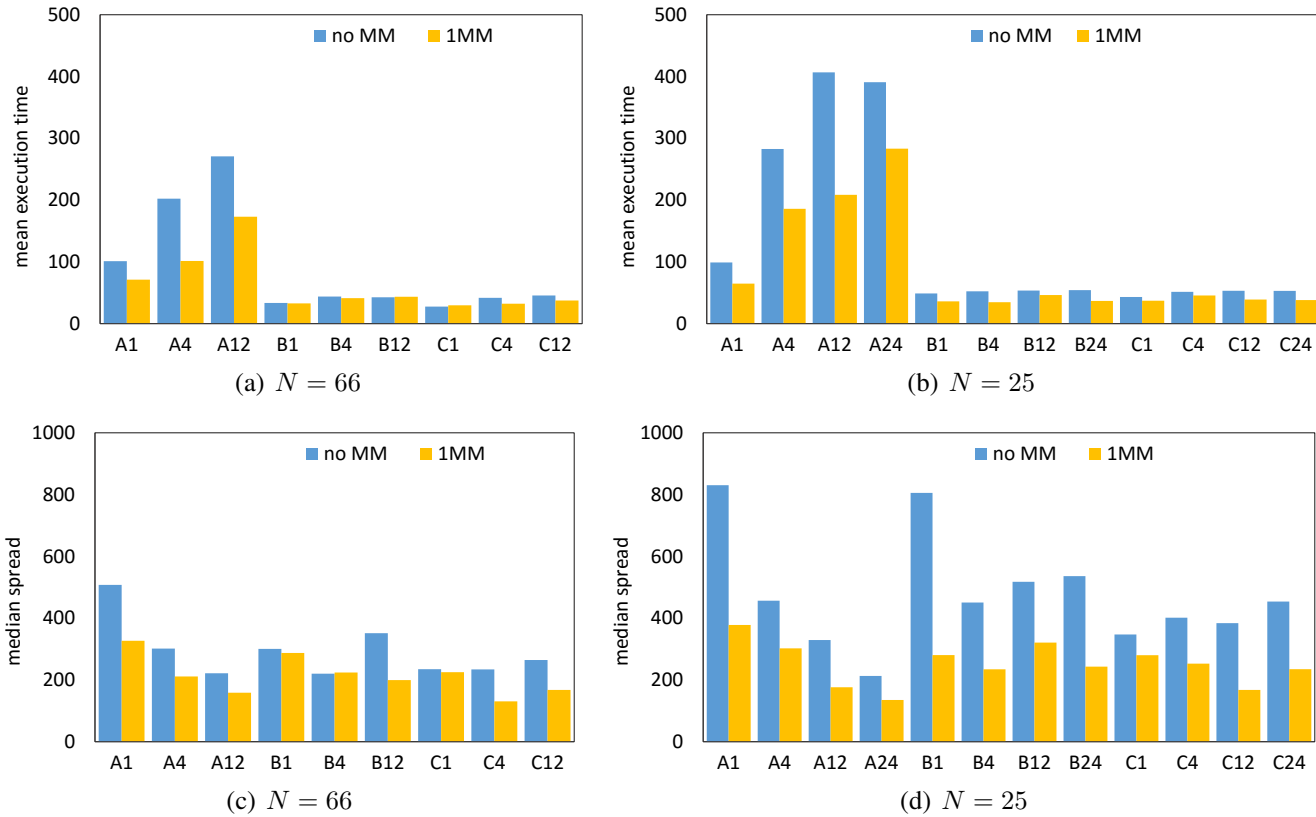 500
400
300
200
100
0
mean execution time
no MM 1MM
A1 A4 A12 B1 B4 B12 C1 C4 C12
(a) N = 66
500
400
300
200
100
0
mean execution time
no MM 1MM
A1 A4 A12 A24 B1 B4 B12 B24 C1 C4 C12 C24
(b) N = 25
1000
800
600
400
200
0
median spread
no MM 1MM
A1 A4 A12 B1 B4 B12 C1 C4 C12
(c) N = 66
1000
800
600
400
200
0
median spread
no MM 1MM
A1 A4 A12 A24 B1 B4 B12 B24 C1 C4 C12 C24
(d) N = 25